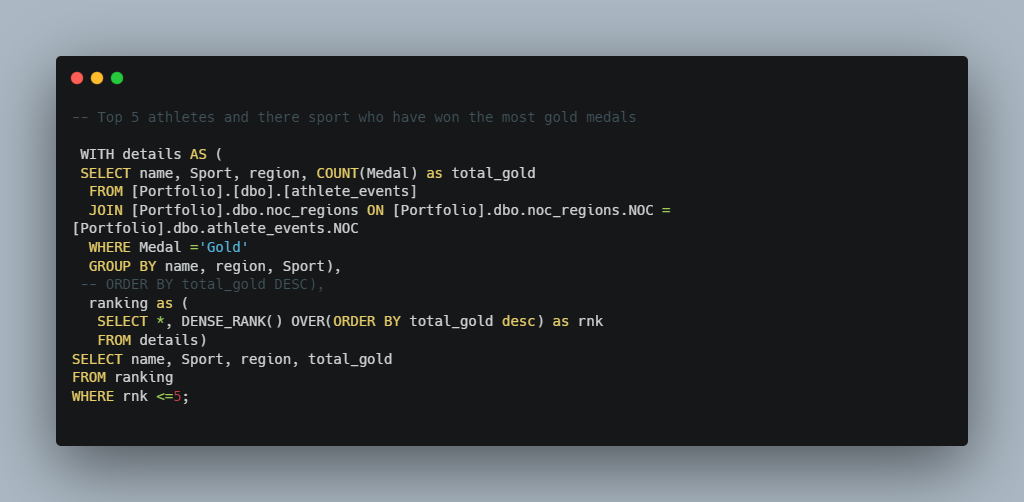 -- Top 5 athletes and there sport who have won the most gold medals
WITH details AS (
SELECT name, Sport, region, COUNT(Medal) as total_gold
FROM [Portfolio].[dbo].[athlete_events]
JOIN [Portfolio].dbo.noc_regions ON [Portfolio].dbo.noc_regions.NOC =
[Portfolio].dbo.athlete_events.NOC
WHERE Medal ='Gold'
GROUP BY name, region, Sport),
-- ORDER BY total_gold DESC),
ranking as (
SELECT *, DENSE_RANK() OVER(ORDER BY total_gold desc) as rnk
FROM details)
SELECT name, Sport, region, total_gold
FROM ranking
WHERE rnk <=5;